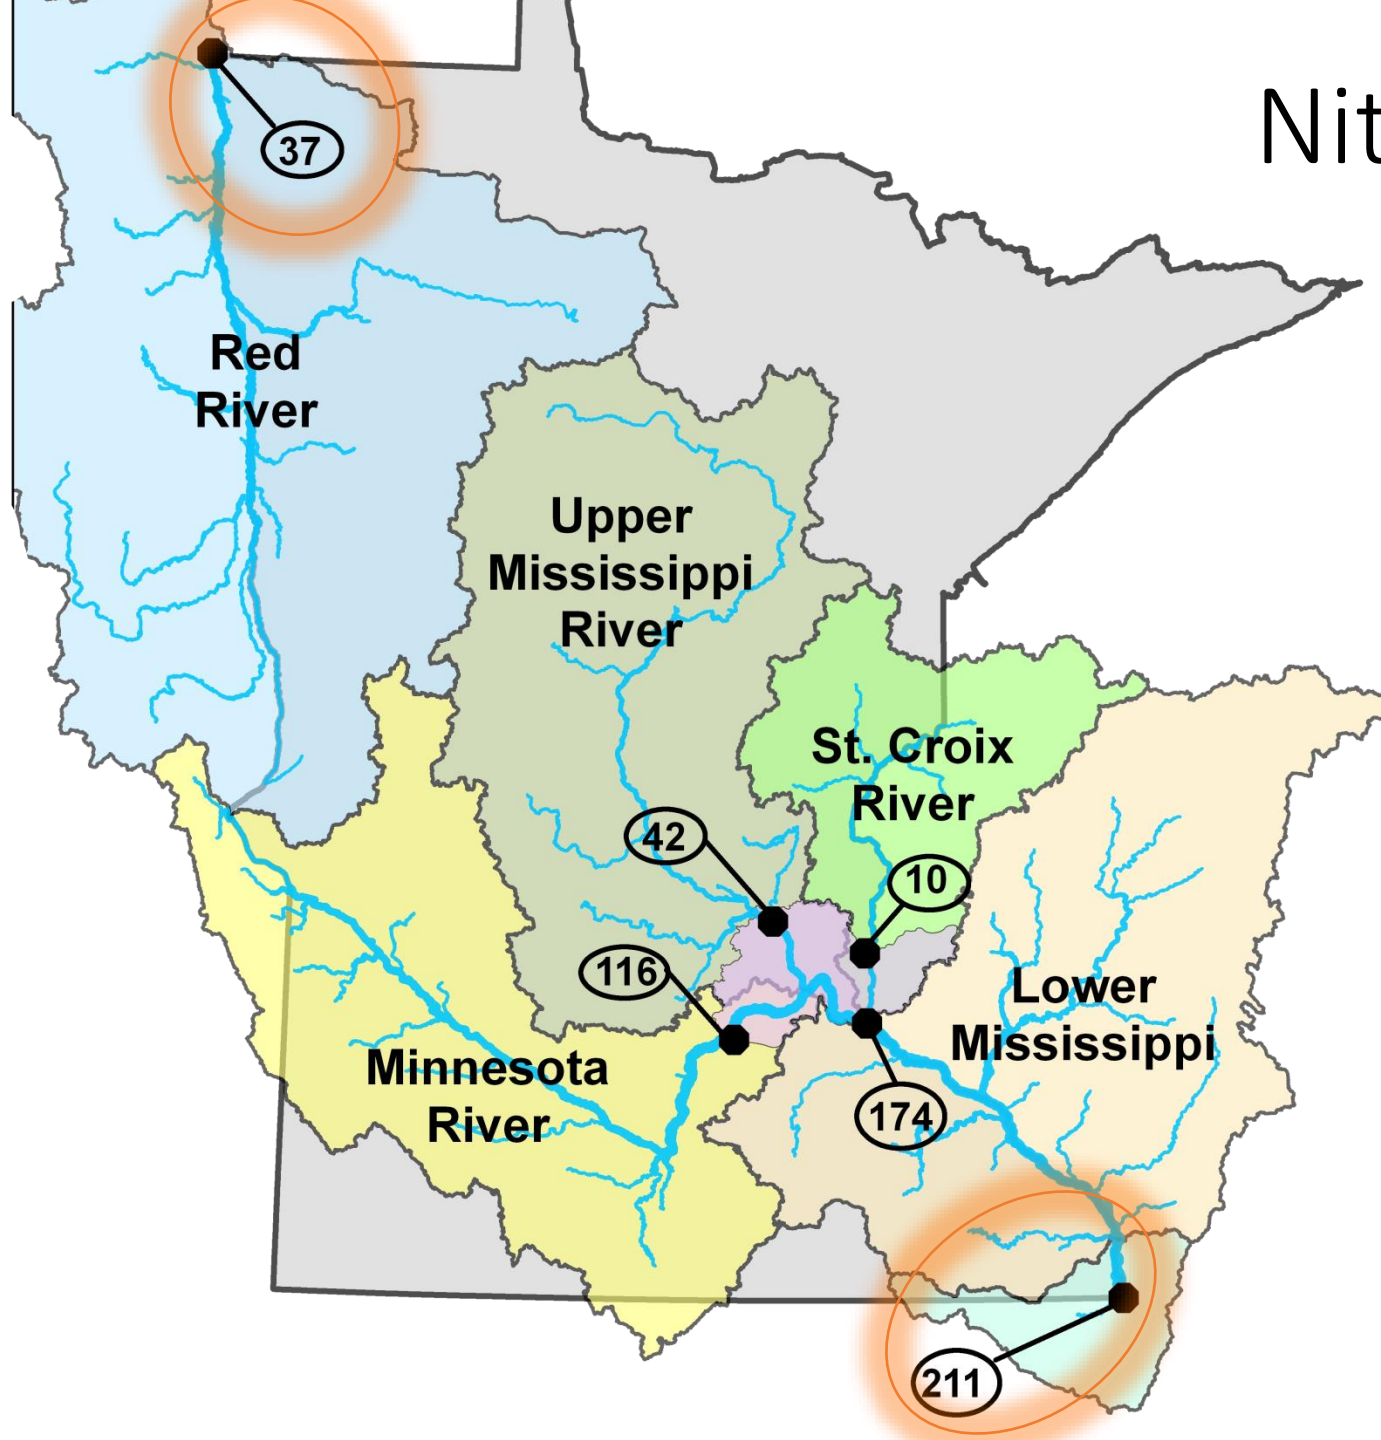 Nit
37
Red
River
Upper
Mississippi
River
St. Croix
River
42
10
116
Lower
Mississippi
Minnesota
River
174
211